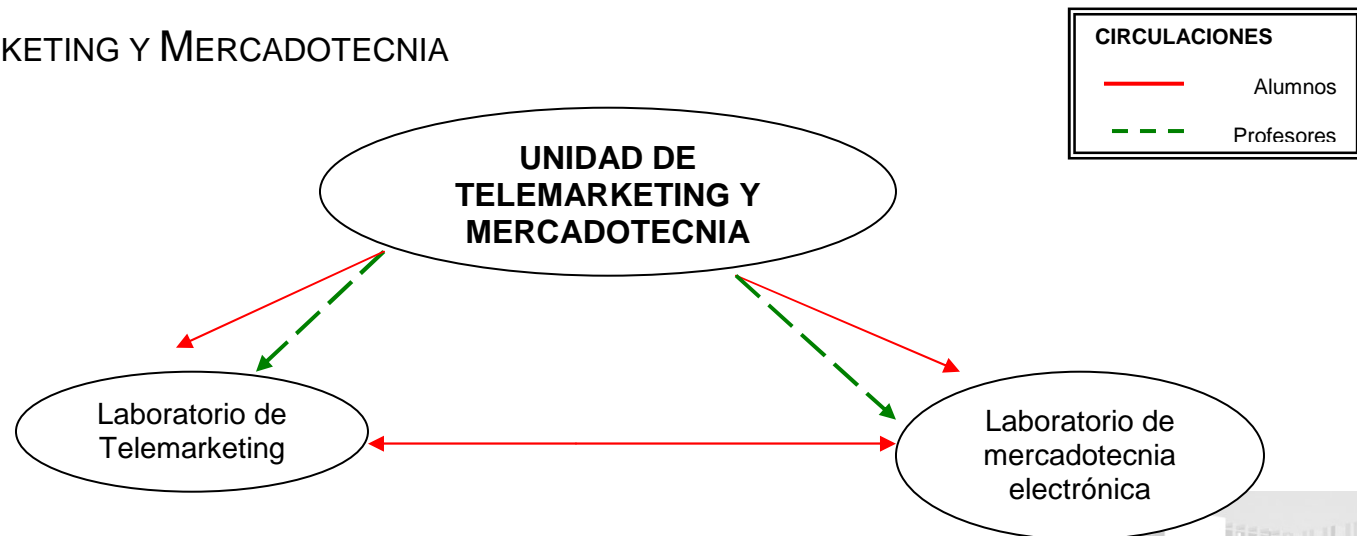 KETING Y MERCADOTECNIA
CIRCULACIONES
Alumnos
Profesores
UNIDAD DE
TELEMARKETING Y
MERCADOTECNIA
Laboratorio de
Telemarketing
Laboratorio de
mercadotecnia
electrónica